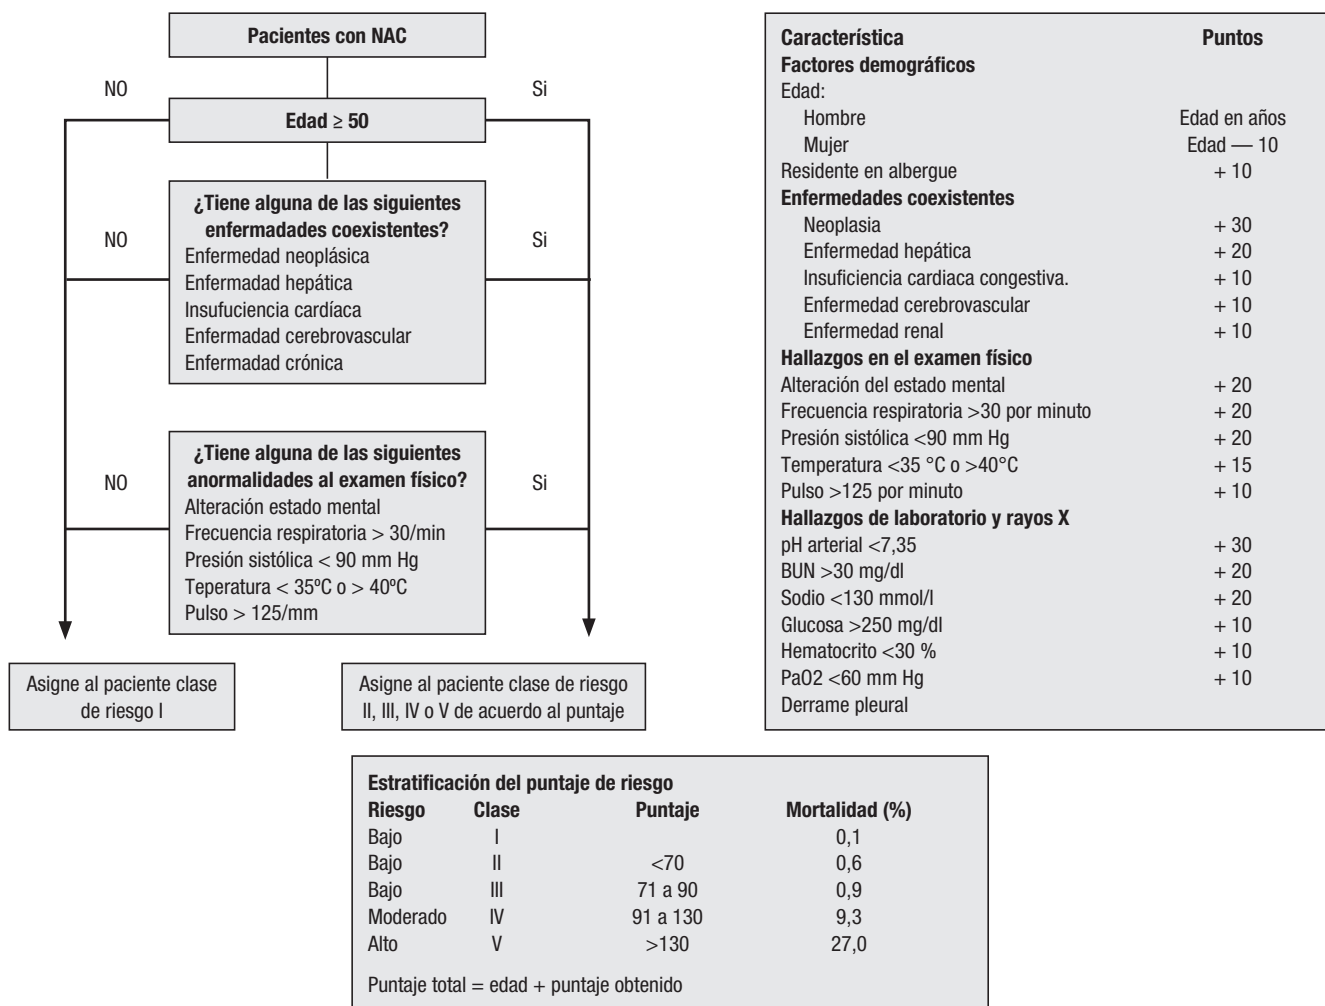 Pacientes con NAC
NO
Si
Edad ≥ 50
¿Tiene alguna de las siguientes
enfermadades coexistentes?
Enfermedad neoplásica
Enfermadad hepática
Insufuciencia cardíaca
Enfermadad cerebrovascular
Enfermadad crónica
NO
Si
¿Tiene alguna de las siguientes
anormalidades al examen físico?
Alteración estado mental
Frecuencia respiratoria > 30/min
Presión sistólica < 90 mm Hg
Teperatura < 35ºC o > 40ºC
Pulso > 125/mm
NO
Si
Asigne al paciente clase
de riesgo I
Asigne al paciente clase de riesgo
II, III, IV o V de acuerdo al puntaje
Característica Puntos
Factores demográficos
Edad:
Hombre Edad en años
Mujer Edad — 10
Residente en albergue + 10
Enfermedades coexistentes
Neoplasia + 30
Enfermedad hepática + 20
Insuficiencia cardiaca congestiva. + 10
Enfermedad cerebrovascular + 10
Enfermedad renal + 10
Hallazgos en el examen físico
Alteración del estado mental + 20
Frecuencia respiratoria >30 por minuto + 20
Presión sistólica <90 mm Hg + 20
Temperatura <35 °C o >40°C + 15
Pulso >125 por minuto + 10
Hallazgos de laboratorio y rayos X
pH arterial <7,35 + 30
BUN >30 mg/dl + 20
Sodio <130 mmol/l + 20
Glucosa >250 mg/dl + 10
Hematocrito <30 % + 10
PaO2 <60 mm Hg + 10
Derrame pleural
Estratificación del puntaje de riesgo
Riesgo Clase Puntaje Mortalidad (%)
Bajo I 0,1
Bajo II <70 0,6
Bajo III 71 a 90 0,9
Moderado IV 91 a 130 9,3
Alto V >130 27,0
Puntaje total = edad + puntaje obtenido